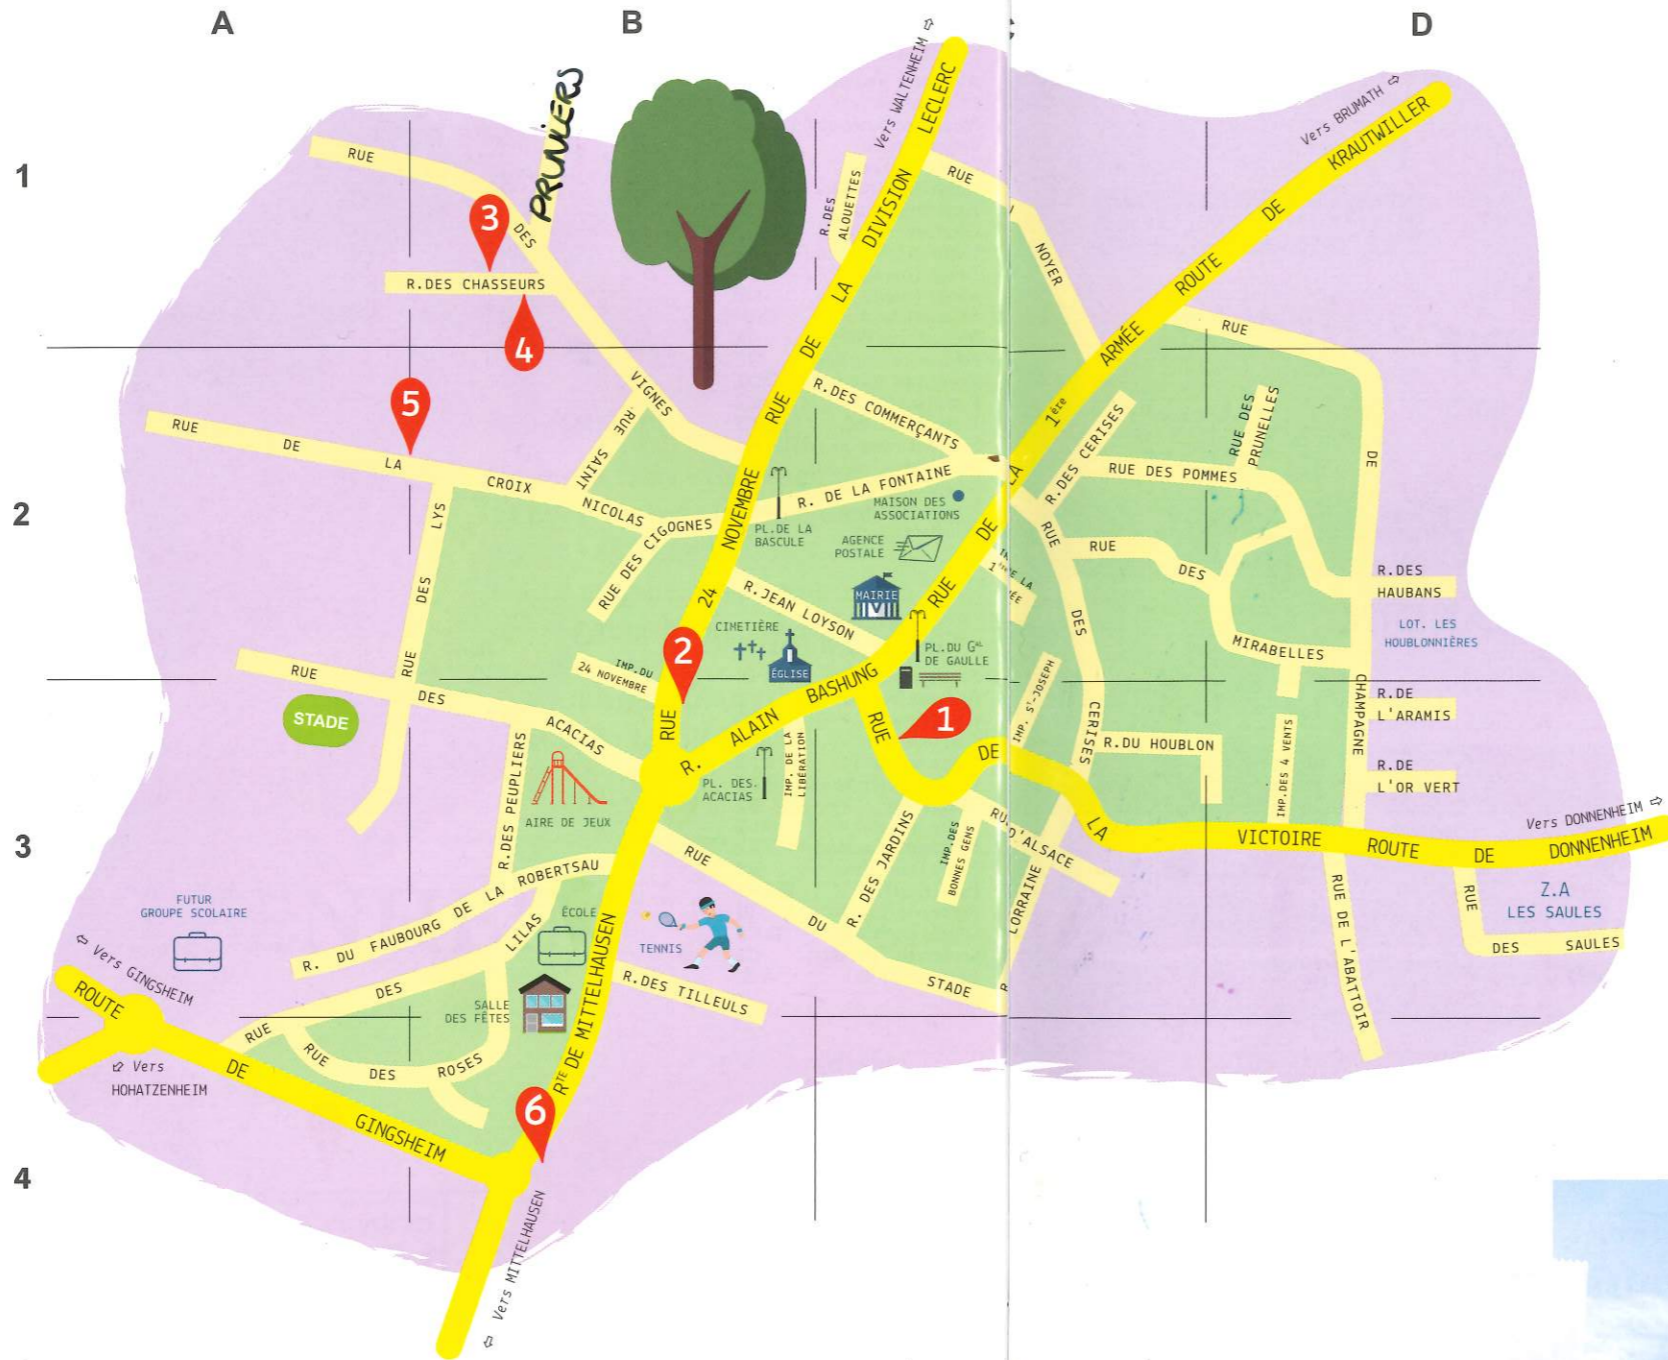 A
B
D
1
2
3
4
Vers WALTENHEIM
Vers BRUMATH
PRUNIERS
RUE DES VIGNES
3
R.DES CHASSEURS
4
5
R.DES
ALOUETTES
RUE DE LA DIVISION LECLERC
RUE DU NOYER
RUE DE LA 1ère ARMÉE ROUTE DE KRAUTWILLER
RUE DE CHAMPAGNE
RUE DE LA CROIX
RUE SAINT NICOLAS
R.DES COMMERÇANTS
R. DE LA FONTAINE
R.DES CERISES
RUE DES
PRUNELLES
RUE DES POMMES
RUE DES LYS
RUE DES CIGOGNES
RUE 24 NOVEMBRE
PL.DE LA
BASCULE
MAISON DES
ASSOCIATIONS
AGENCE
POSTALE
MAIRIE
R.JEAN LOYSON
CIMETIÈRE
ÉGLISE
2
IMP.DU
24 NOVEMBRE
PL.DU Gal
DE GAULLE
RUE DES CERISES
RUE DES MIRABELLES
R.DES
HAUBANS
LOT. LES
HOUBLONNIÈRES
R.DE
L'ARAMIS
R.DE
L'OR VERT
RUE DES ACACIAS
STADE
R. ALAIN BASHUNG
1
IMP. St-JOSEPH
R.DU HOUBLON
IMP.DES 4 VENTS
PL. DES
ACACIAS
IMP. DE LA
LIBÉRATION
AIRE DE JEUX
R.DES PEUPLIERS
RUE DE LA VICTOIRE ROUTE DE DONNENHEIM
Vers DONNENHEIM
R. DES JARDINS
IMP.DES
BONNES GENS
RUE D'ALSACE
LORRAINE
RUE DU STADE
R. DU FAUBOURG DE LA ROBERTSAU
FUTUR
GROUPE SCOLAIRE
ÉCOLE
TENNIS
R.DES TILLEULS
RUE DES LILAS
SALLE
DES FÊTES
RUE DES ROSES
RUE DE L'ABATTOIR
Z.A
LES SAULES
RUE DES SAULES
Vers GINGSHEIM
ROUTE DE GINGSHEIM
Vers
HOHATZENHEIM
RTE DE MITTELHAUSEN
6
Vers MITTELHAUSEN